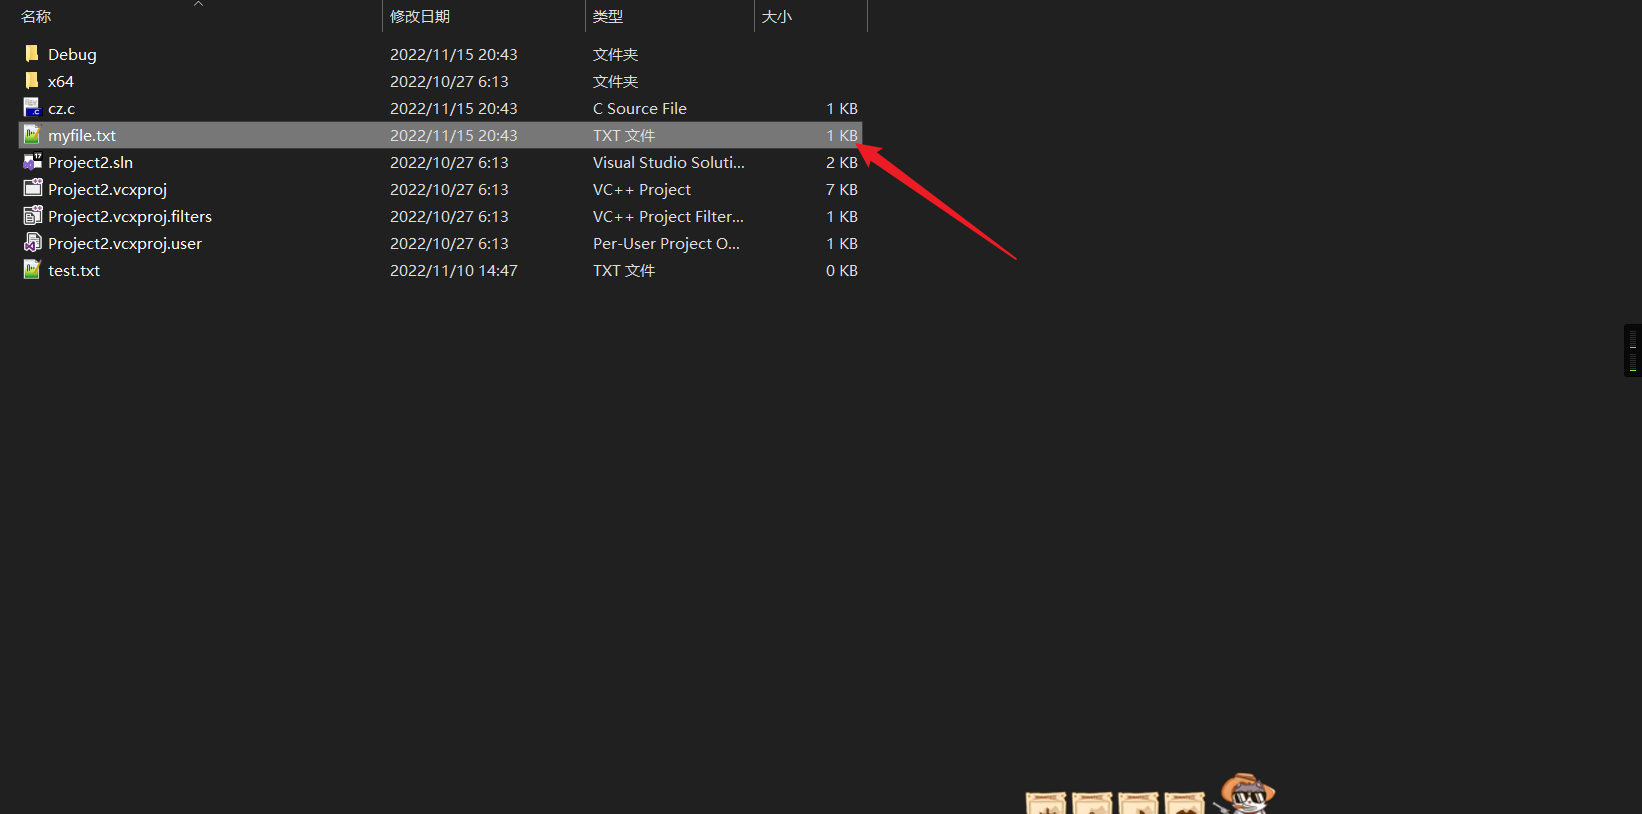 名称 修改日期 类型 大小
Debug 2022/11/15 20:43 文件夹
x64 2022/10/27 6:13 文件夹
cz.c 2022/11/15 20:43 C Source File 1 KB
myfile.txt 2022/11/15 20:43 TXT 文件 1 KB
Project2.sln 2022/10/27 6:13 Visual Studio Soluti... 2 KB
Project2.vcxproj 2022/10/27 6:13 VC++ Project 7 KB
Project2.vcxproj.filters 2022/10/27 6:13 VC++ Project Filter... 1 KB
Project2.vcxproj.user 2022/10/27 6:13 Per-User Project O... 1 KB
test.txt 2022/11/10 14:47 TXT 文件 0 KB